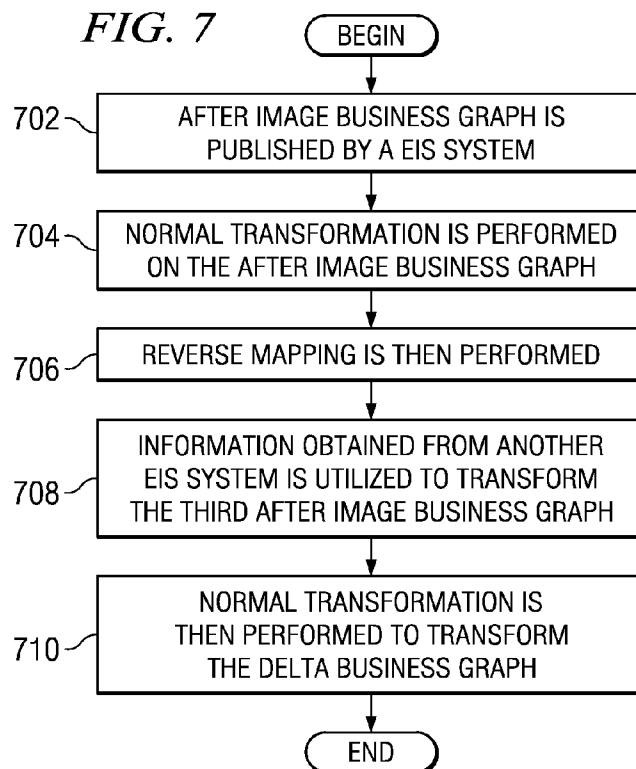 FIG. 7
BEGIN
702
AFTER IMAGE BUSINESS GRAPH IS
PUBLISHED BY A EIS SYSTEM
704
NORMAL TRANSFORMATION IS PERFORMED
ON THE AFTER IMAGE BUSINESS GRAPH
706
REVERSE MAPPING IS THEN PERFORMED
708
INFORMATION OBTAINED FROM ANOTHER
EIS SYSTEM IS UTILIZED TO TRANSFORM
THE THIRD AFTER IMAGE BUSINESS GRAPH
710
NORMAL TRANSFORMATION IS
THEN PERFORMED TO TRANSFORM
THE DELTA BUSINESS GRAPH
END